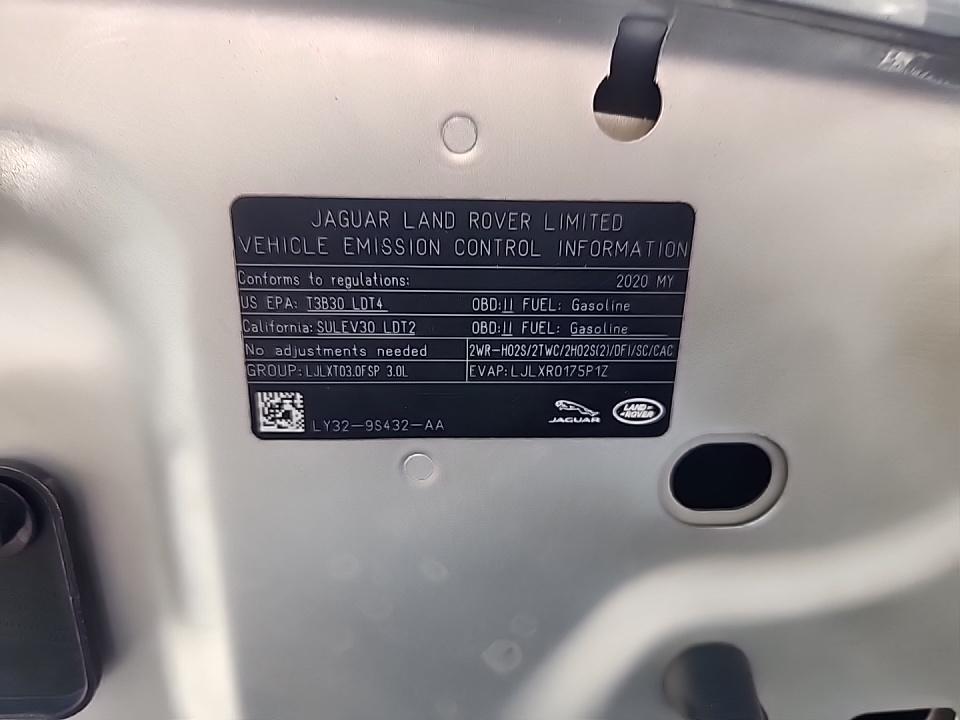 JAGUAR LAND ROVER LIMITED
VEHICLE EMISSION CONTROL INFORMATION
Conforms to regulations: 2020 MY
US EPA: T3B30 LDT4 OBD:II FUEL: Gasoline
California: SULEV30 LDT2 OBD:II FUEL: Gasoline
No adjustments needed 2WR-HO2S/2TWC/2HO2S(2)/DFI/SC/CAC
GROUP: LJLXT03.0FSP 3.0L EVAP: LJLXR0175P1Z
LY32-9S432-AA
JAGUAR
LAND ROVER